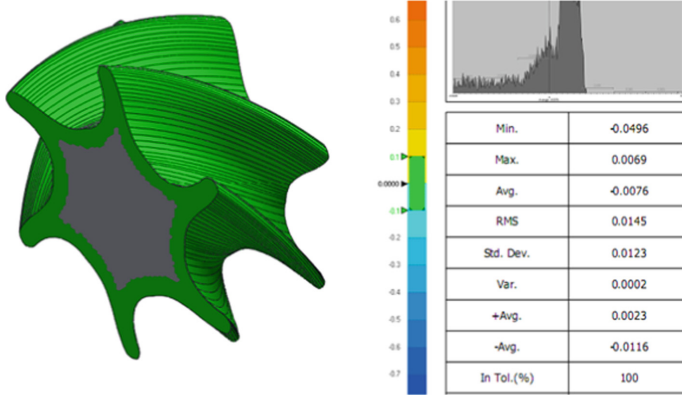 0.6
0.5
0.4
0.3
0.2
0.1
0.0000
-0.1
-0.2
-0.3
-0.4
-0.5
-0.6
-0.7
Min. -0.0496
Max. 0.0069
Avg. -0.0076
RMS 0.0145
Std. Dev. 0.0123
Var. 0.0002
+Avg. 0.0023
-Avg. -0.0116
In Tol.(%) 100